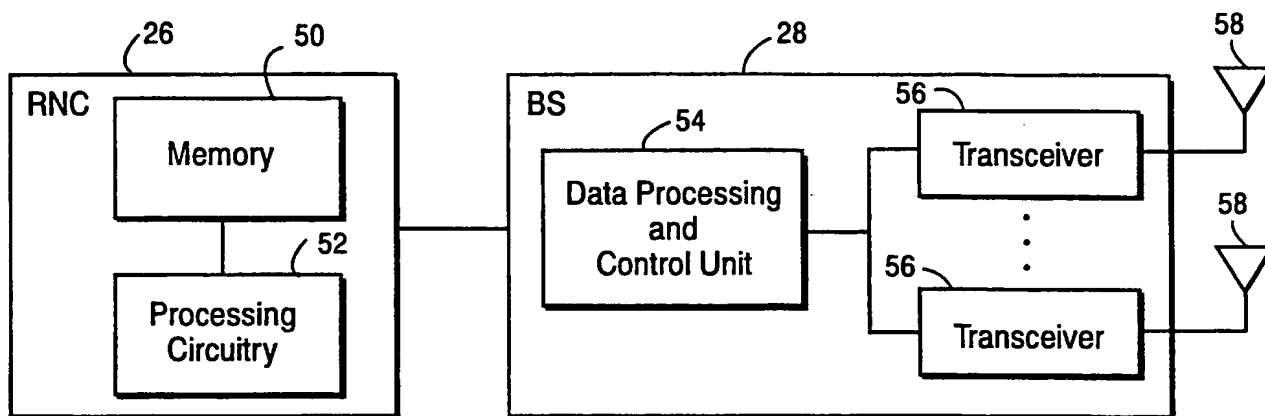 26
50
28
58
RNC
Memory
52
Processing
Circuitry
BS
54
Data Processing
and
Control Unit
56
Transceiver
58
56
Transceiver